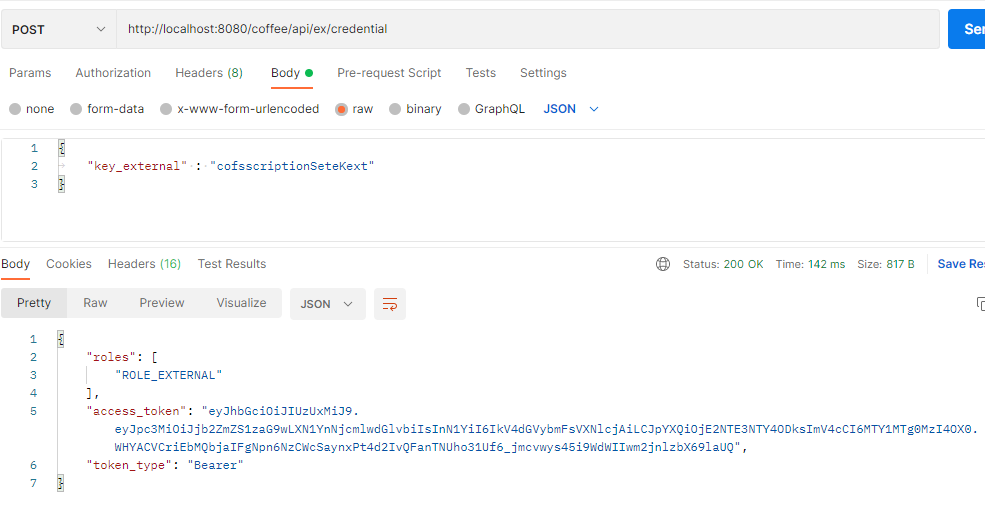 POST http://localhost:8080/coffee/api/ex/credential Sen
Params Authorization Headers (8) Body Pre-request Script Tests Settings
none form-data x-www-form-urlencoded raw binary GraphQL JSON
1 {
2 "key_external" : "cofsscriptionSeteKext"
3 }
Body Cookies Headers (16) Test Results Status: 200 OK Time: 142 ms Size: 817 B Save Res
Pretty Raw Preview Visualize JSON
1 {
2 "roles": [
3 "ROLE_EXTERNAL"
4 ],
5 "access_token": "eyJhbGciOiJIUzUxMiJ9.
eyJpc3MiOiJjb2ZmZS1zaG9wLXN1YnNjcmlwdGlvbiIsInN1YiI6IkV4dGVybmFsVXNlcjAiLCJpYXQiOjE2NTE3NTY4ODksImV4cCI6MTY1MTg0MzI4OX0.
WHYACVCriEbMQbjaIFgNpn6NzCWcSaynxPt4d2IvQFanTNUho31Uf6_jmcvwys45i9WdWIIwm2jnlzbX69laUQ",
6 "token_type": "Bearer"
7 }